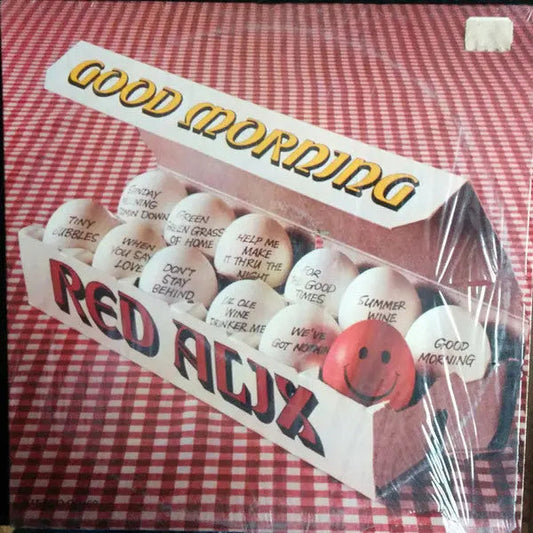 GOOD MORNING
SUNDAY
MORNING
COMIN DOWN
GREEN
GREEN GRASS
OF HOME
HELP ME
MAKE
IT THRU THE
NIGHT
FOR
THE GOOD
TIMES
SUMMER
WINE
GOOD
MORNING
TINY
BUBBLES
WHEN
YOU SAY
LOVE
DON'T
STAY
BEHIND
LIL OLE
WINE
DRINKER ME
WE'VE
GOT
RED ALIX